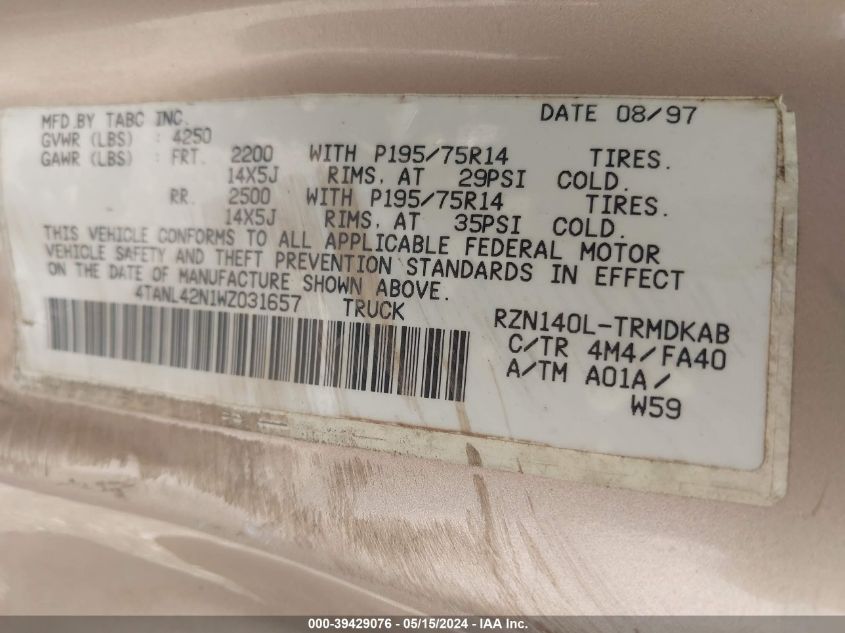 MFD.BY TABC INC. DATE 08/97
GVWR (LBS) : 4250
GAWR (LBS) : FRT. 2200 WITH P195/75R14 TIRES.
14X5J RIMS, AT 29PSI COLD.
RR. 2500 WITH P195/75R14 TIRES.
14X5J RIMS, AT 35PSI COLD.
THIS VEHICLE CONFORMS TO ALL APPLICABLE FEDERAL MOTOR
VEHICLE SAFETY AND THEFT PREVENTION STANDARDS IN EFFECT
ON THE DATE OF MANUFACTURE SHOWN ABOVE.
4TANL42N1WZ031657 TRUCK
RZN140L-TRMDKAB
C/TR 4M4/FA40
A/TM A01A/
W59
000-39429076 - 05/15/2024 - IAA Inc.